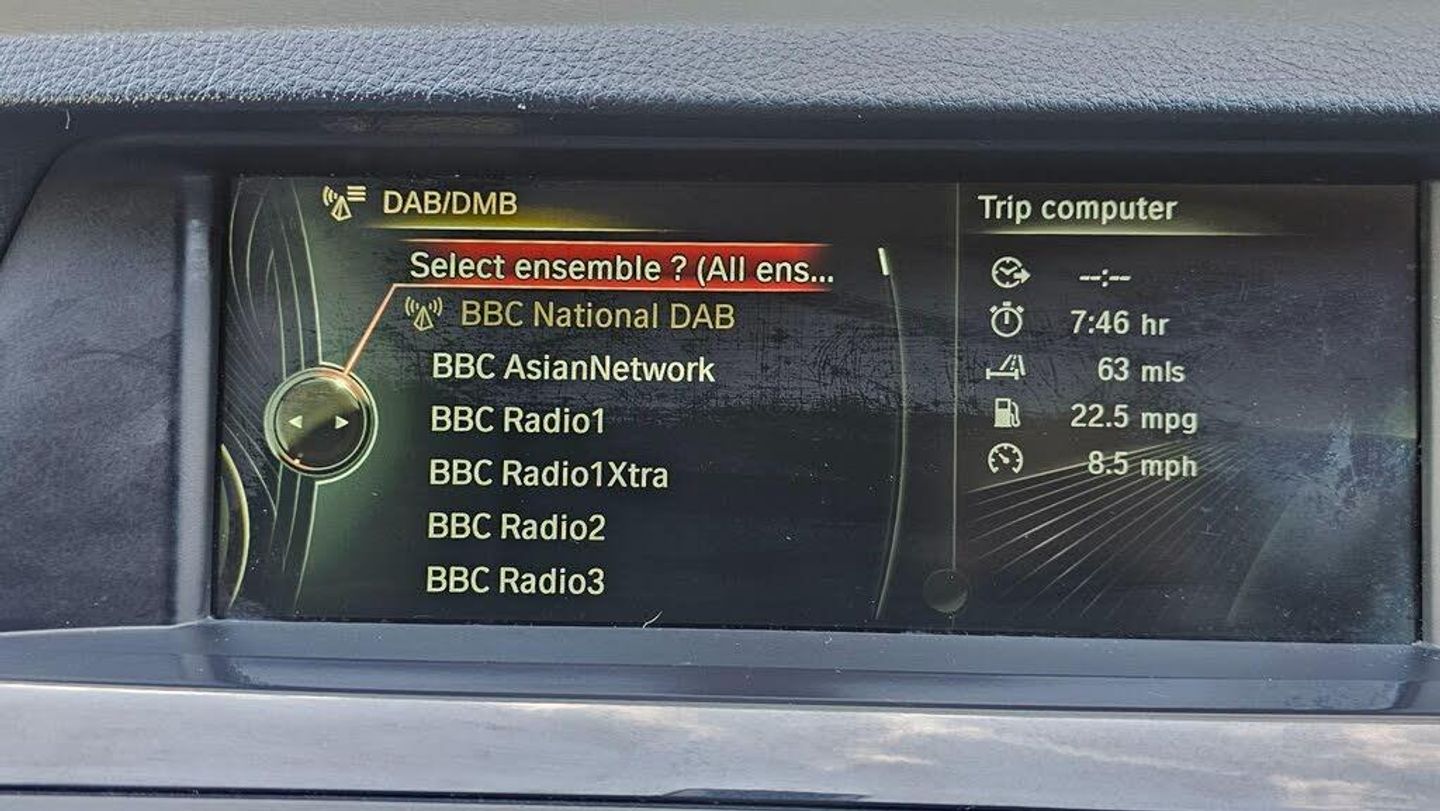 DAB/DMB
Select ensemble ? (All ens...
BBC National DAB
BBC AsianNetwork
BBC Radio1
BBC Radio1Xtra
BBC Radio2
BBC Radio3
Trip computer
--:--
7:46 hr
63 mls
22.5 mpg
8.5 mph